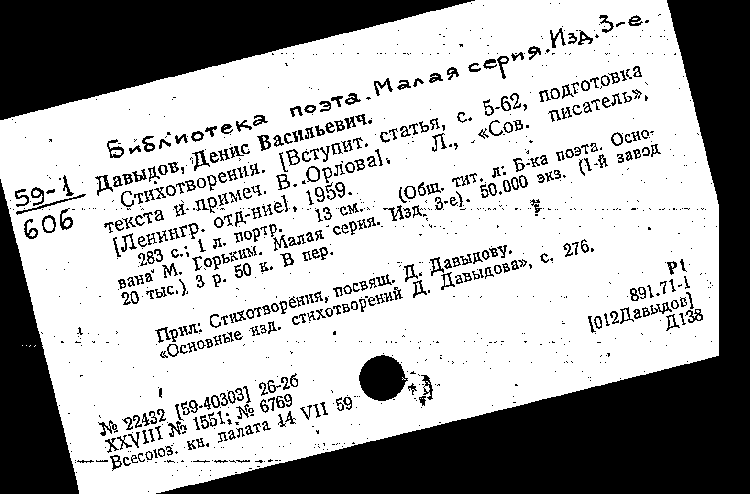 Библиотека поэта. Малая серия. Изд. 3-е.
59-1
606
Давыдов, Денис Васильевич.
Стихотворения. [Вступит. статья, с. 5-62, подготовка
текста и примеч. В. Орлова]. Л., «Сов. писатель»,
[Ленингр. отд-ние], 1959.
283 с.; 1 л. портр. 13 см. (Общ. тит. л: Б-ка поэта. Осно-
вана М. Горьким. Малая серия. Изд. 3-е). 50.000 экз. (1-й завод
20 тыс.) 3 р. 50 к. В пер.
Прил: Стихотворения, посвящ. Д. Давыдову.
«Основные изд. стихотворений Д. Давыдова», с. 276.
Р1
891.71-1
[012Давыдов]
Д138
№ 22432 [59-40303] 26-2б
XXVIII № 1551; № 6769
Всесоюз. кн. палата 14 VII 59